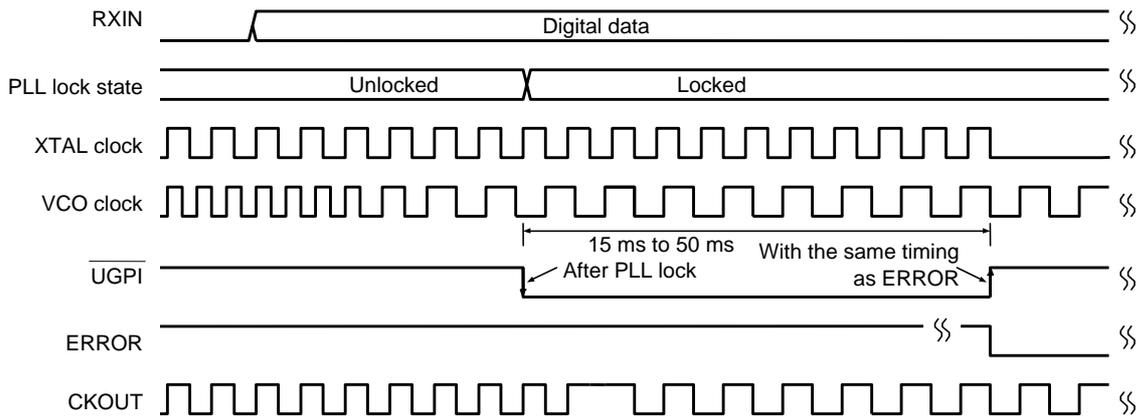 RXIN
Digital data
PLL lock state
Unlocked
Locked
XTAL clock
VCO clock
15 ms to 50 ms
With the same timing
as ERROR
UGPI
After PLL lock
ERROR
CKOUT